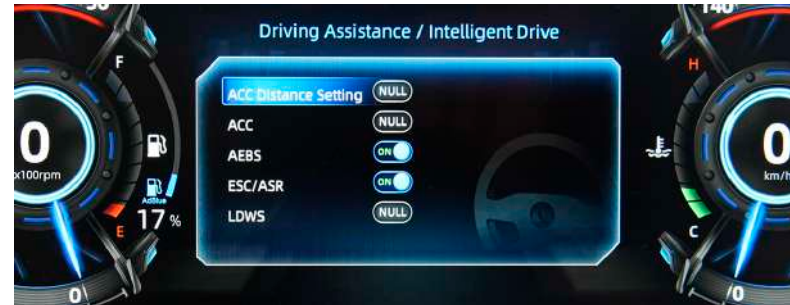 Driving Assistance / Intelligent Drive
140
F
H
ACC Distance Setting NULL
ACC NULL
0
AEBS ON
0
x100rpm
km/h
ESC/ASR ON
AdBlue
17 %
LDWS NULL
E
C
0
0